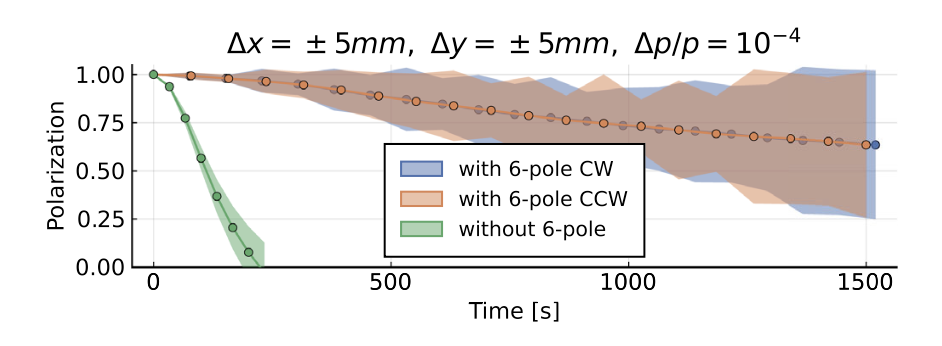 Δx = ±5mm, Δy = ±5mm, Δp/p = 10⁻⁴
Polarization
1.00
0.75
0.50
0.25
0.00
with 6-pole CW
with 6-pole CCW
without 6-pole
0 500 1000 1500
Time [s]